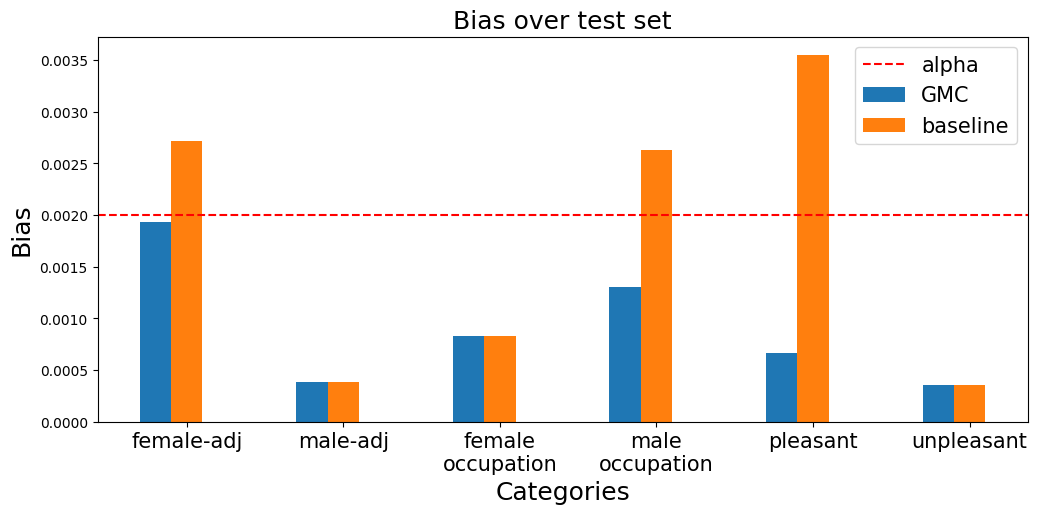 Bias over test set
alpha
GMC
baseline
Bias
0.0035
0.0030
0.0025
0.0020
0.0015
0.0010
0.0005
0.0000
female-adj
male-adj
female
occupation
male
occupation
pleasant
unpleasant
Categories